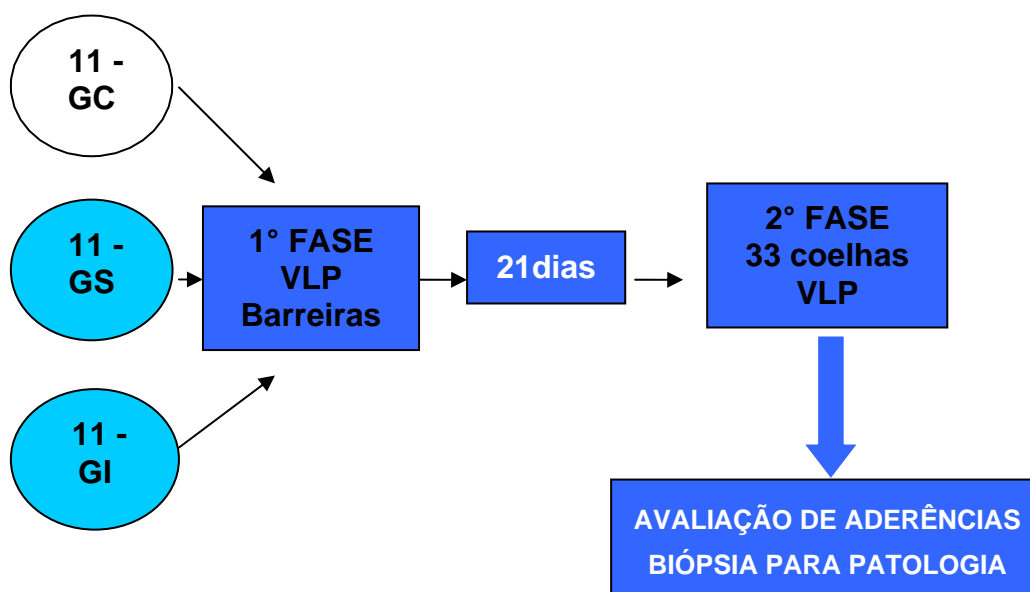 11 -
GC
11 -
GS
11 -
GI
1° FASE
VLP
Barreiras
21dias
2° FASE
33 coelhas
VLP
AVALIAÇÃO DE ADERÊNCIAS
BIÓPSIA PARA PATOLOGIA